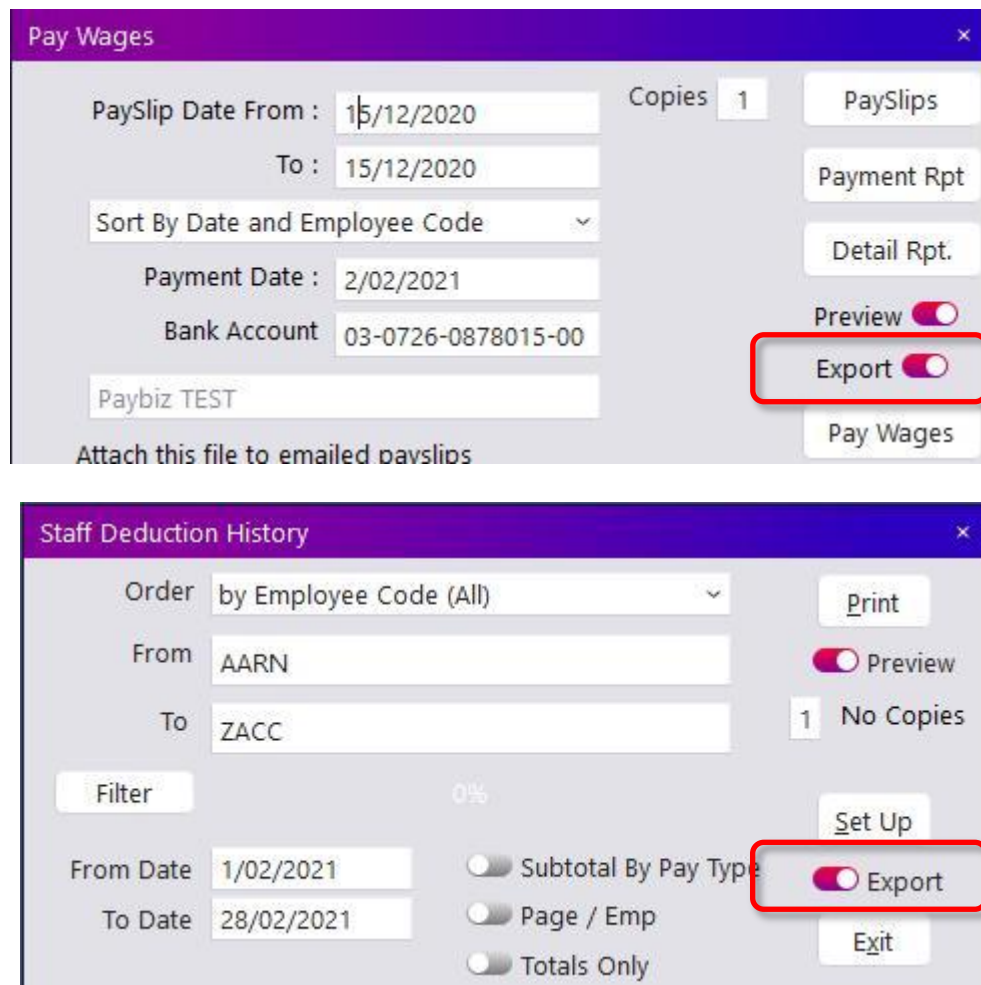 Pay Wages ×
PaySlip Date From : 15/12/2020 Copies 1 PaySlips
To : 15/12/2020 Payment Rpt
Sort By Date and Employee Code
Detail Rpt.
Payment Date : 2/02/2021
Preview
Bank Account 03-0726-0878015-00
Export
Paybiz TEST
Pay Wages
Attach this file to emailed payslips
Staff Deduction History ×
Order by Employee Code (All) Print
From AARN Preview
To ZACC 1 No Copies
Filter 0%
Set Up
From Date 1/02/2021 Subtotal By Pay Type Export
To Date 28/02/2021 Page / Emp
Exit
Totals Only